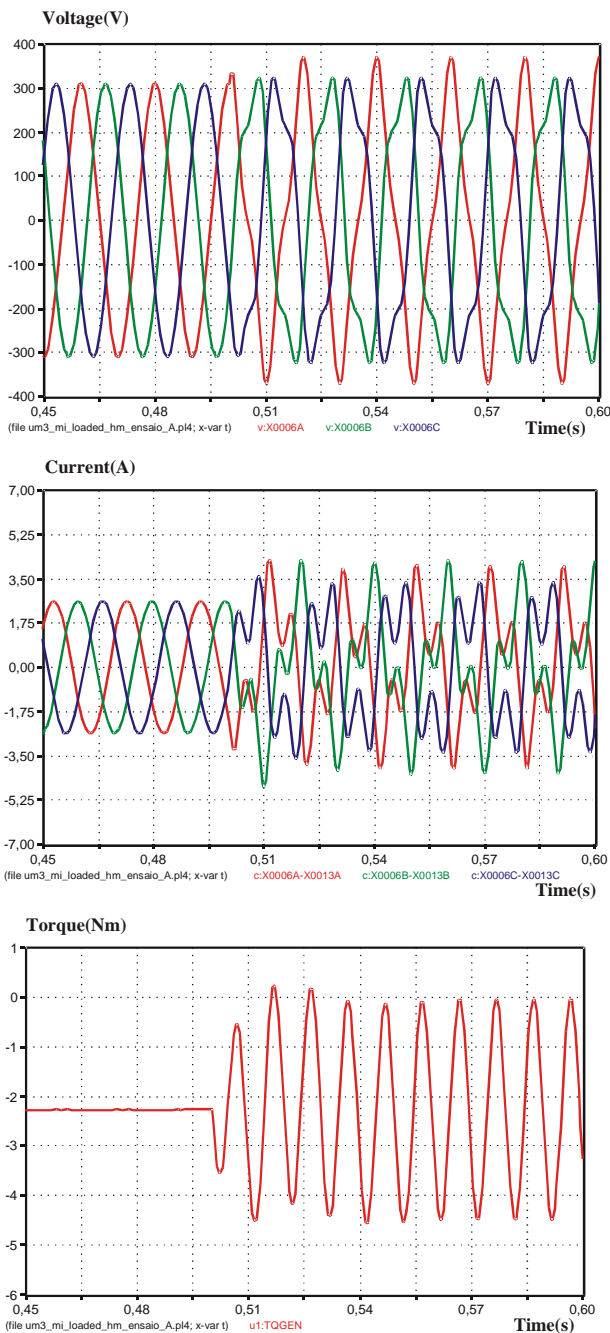 Voltage(V)
400
300
200
100
0
-100
-200
-300
-400
0,45 0,48 0,51 0,54 0,57 0,60
(file um3_mi_loaded_hm_ensaio_A.pl4; x-var t) v:X0006A v:X0006B v:X0006C Time(s)
Current(A)
7,00
5,25
3,50
1,75
0,00
-1,75
-3,50
-5,25
-7,00
0,45 0,48 0,51 0,54 0,57 0,60
(file um3_mi_loaded_hm_ensaio_A.pl4; x-var t) c:X0006A-X0013A c:X0006B-X0013B c:X0006C-X0013C
Time(s)
Torque(Nm)
1
0
-1
-2
-3
-4
-5
-6
0,45 0,48 0,51 0,54 0,57 0,60
(file um3_mi_loaded_hm_ensaio_A.pl4; x-var t) u1:TQGEN Time(s)